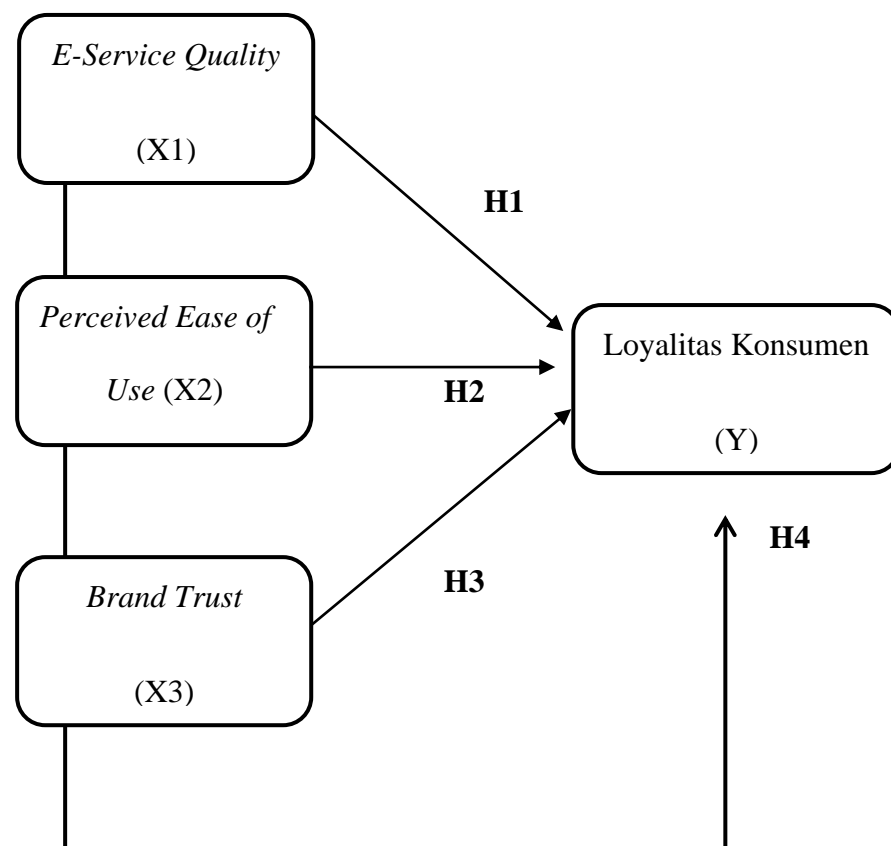 E-Service Quality
(X1)
H1
Perceived Ease of
Use (X2)
H2
Loyalitas Konsumen
(Y)
Brand Trust
(X3)
H3
H4